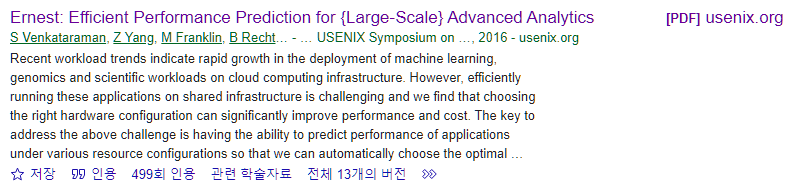 Ernest: Efficient Performance Prediction for {Large-Scale} Advanced Analytics [PDF] usenix.org
S Venkataraman, Z Yang, M Franklin, B Recht… - … USENIX Symposium on …, 2016 - usenix.org
Recent workload trends indicate rapid growth in the deployment of machine learning,
genomics and scientific workloads on cloud computing infrastructure. However, efficiently
running these applications on shared infrastructure is challenging and we find that choosing
the right hardware configuration can significantly improve performance and cost. The key to
address the above challenge is having the ability to predict performance of applications
under various resource configurations so that we can automatically choose the optimal …
저장 인용 499회 인용 관련 학술자료 전체 13개의 버전